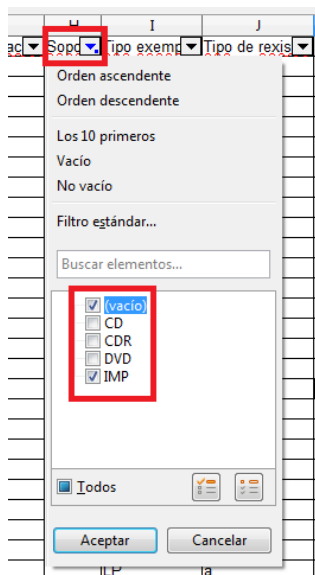 H I J
Sopo Tipo exemp Tipo de rexis
Orden ascendente
Orden descendente
Los 10 primeros
Vacío
No vacío
Filtro estándar...
Buscar elementos...
(vacío)
CD
CDR
DVD
IMP
Todos
Aceptar Cancelar